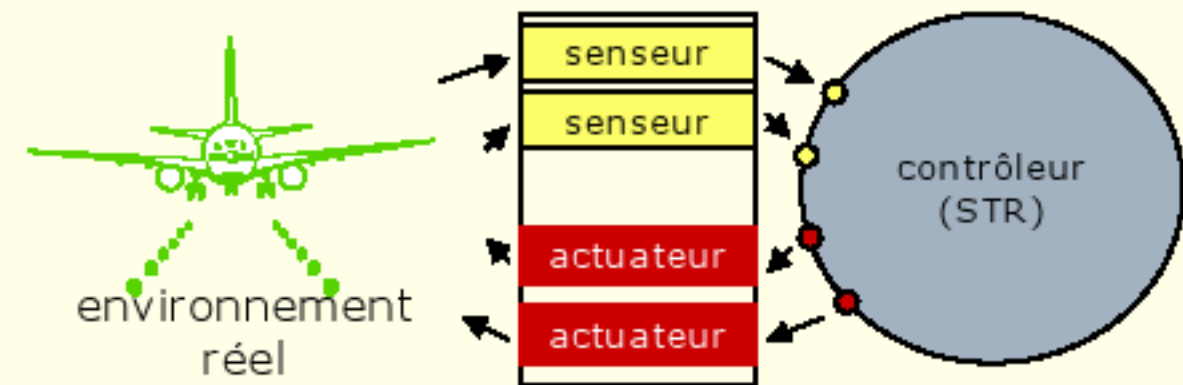 senseur
senseur
actuateur
actuateur
environnement
réel
contrôleur
(STR)